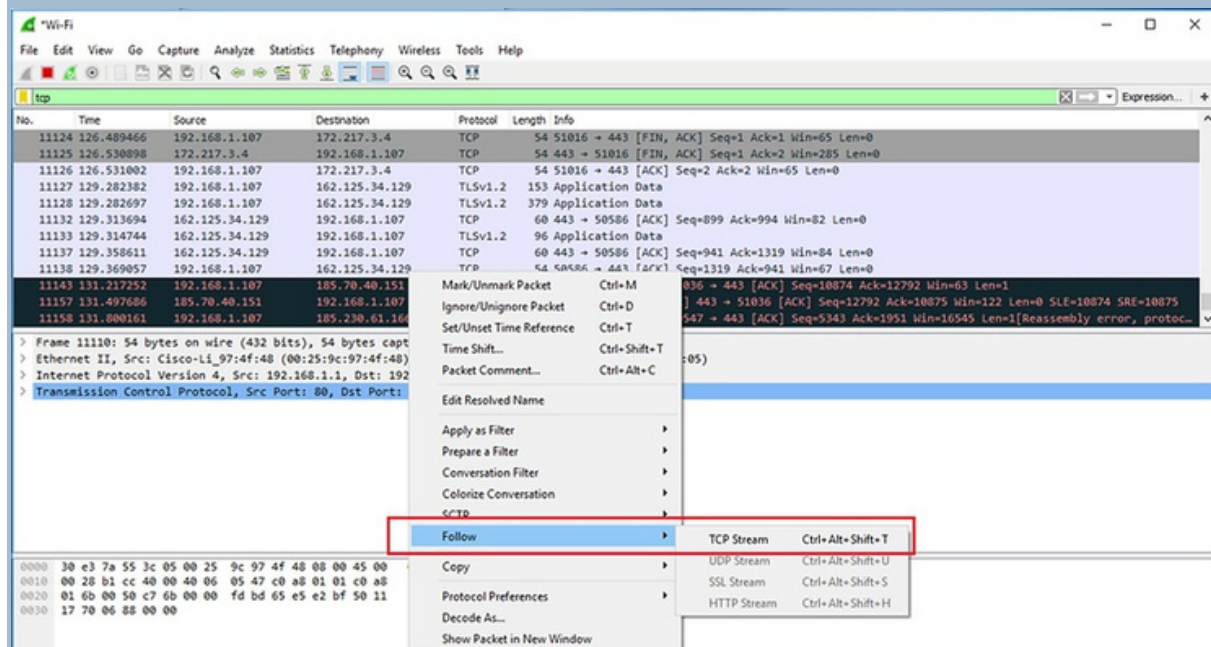 *Wi-Fi
File Edit View Go Capture Analyze Statistics Telephony Wireless Tools Help
tcp Expression... +
No. Time Source Destination Protocol Length Info
11124 126.489466 192.168.1.107 172.217.3.4 TCP 54 51016 → 443 [FIN, ACK] Seq=1 Ack=1 Win=65 Len=0
11125 126.530898 172.217.3.4 192.168.1.107 TCP 54 443 → 51016 [FIN, ACK] Seq=1 Ack=2 Win=285 Len=0
11126 126.531002 192.168.1.107 172.217.3.4 TCP 54 51016 → 443 [ACK] Seq=2 Ack=2 Win=65 Len=0
11127 129.282382 192.168.1.107 162.125.34.129 TLSv1.2 153 Application Data
11128 129.282697 192.168.1.107 162.125.34.129 TLSv1.2 379 Application Data
11132 129.313694 162.125.34.129 192.168.1.107 TCP 60 443 → 50586 [ACK] Seq=899 Ack=994 Win=82 Len=0
11133 129.314744 162.125.34.129 192.168.1.107 TLSv1.2 96 Application Data
11137 129.358611 162.125.34.129 192.168.1.107 TCP 60 443 → 50586 [ACK] Seq=941 Ack=1319 Win=84 Len=0
11138 129.369057 192.168.1.107 162.125.34.129 TCP 54 50586 → 443 [ACK] Seq=1319 Ack=941 Win=67 Len=0
11143 131.217252 192.168.1.107 185.70.40.151 036 → 443 [ACK] Seq=10874 Ack=12792 Win=63 Len=1
11157 131.497686 185.70.40.151 192.168.1.107 ] 443 → 51036 [ACK] Seq=12792 Ack=10875 Win=122 Len=0 SLE=10874 SRE=10875
11158 131.800161 192.168.1.107 185.230.61.16 547 → 443 [ACK] Seq=5343 Ack=1951 Win=16545 Len=1[Reassembly error, protoc...
Frame 11110: 54 bytes on wire (432 bits), 54 bytes capt
Ethernet II, Src: Cisco-Li_97:4f:48 (00:25:9c:97:4f:48) :05)
Internet Protocol Version 4, Src: 192.168.1.1, Dst: 192
Transmission Control Protocol, Src Port: 80, Dst Port:
Mark/Unmark Packet Ctrl+M
Ignore/Unignore Packet Ctrl+D
Set/Unset Time Reference Ctrl+T
Time Shift... Ctrl+Shift+T
Packet Comment... Ctrl+Alt+C
Edit Resolved Name
Apply as Filter
Prepare a Filter
Conversation Filter
Colorize Conversation
SCTP
Follow
Copy
Protocol Preferences
Decode As...
Show Packet in New Window
TCP Stream Ctrl+Alt+Shift+T
UDP Stream Ctrl+Alt+Shift+U
SSL Stream Ctrl+Alt+Shift+S
HTTP Stream Ctrl+Alt+Shift+H
0000 30 e3 7a 55 3c 05 00 25 9c 97 4f 48 08 00 45 00
0010 00 28 b1 cc 40 00 40 06 05 47 c0 a8 01 01 c0 a8
0020 01 6b 00 50 c7 6b 00 00 fd bd 65 e5 e2 bf 50 11
0030 17 70 06 88 00 00